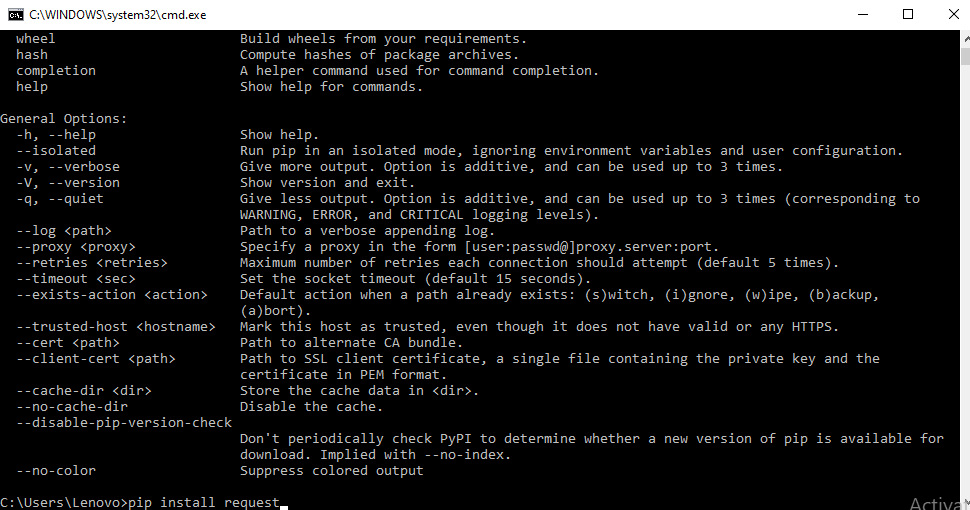 C:\WINDOWS\system32\cmd.exe
wheel Build wheels from your requirements.
hash Compute hashes of package archives.
completion A helper command used for command completion.
help Show help for commands.
General Options:
-h, --help Show help.
--isolated Run pip in an isolated mode, ignoring environment variables and user configuration.
-v, --verbose Give more output. Option is additive, and can be used up to 3 times.
-V, --version Show version and exit.
-q, --quiet Give less output. Option is additive, and can be used up to 3 times (corresponding to
WARNING, ERROR, and CRITICAL logging levels).
--log <path> Path to a verbose appending log.
--proxy <proxy> Specify a proxy in the form [user:passwd@]proxy.server:port.
--retries <retries> Maximum number of retries each connection should attempt (default 5 times).
--timeout <sec> Set the socket timeout (default 15 seconds).
--exists-action <action> Default action when a path already exists: (s)witch, (i)gnore, (w)ipe, (b)ackup,
(a)bort).
--trusted-host <hostname> Mark this host as trusted, even though it does not have valid or any HTTPS.
--cert <path> Path to alternate CA bundle.
--client-cert <path> Path to SSL client certificate, a single file containing the private key and the
certificate in PEM format.
--cache-dir <dir> Store the cache data in <dir>.
--no-cache-dir Disable the cache.
--disable-pip-version-check
Don't periodically check PyPI to determine whether a new version of pip is available for
download. Implied with --no-index.
--no-color Suppress colored output
C:\Users\Lenovo>pip install request